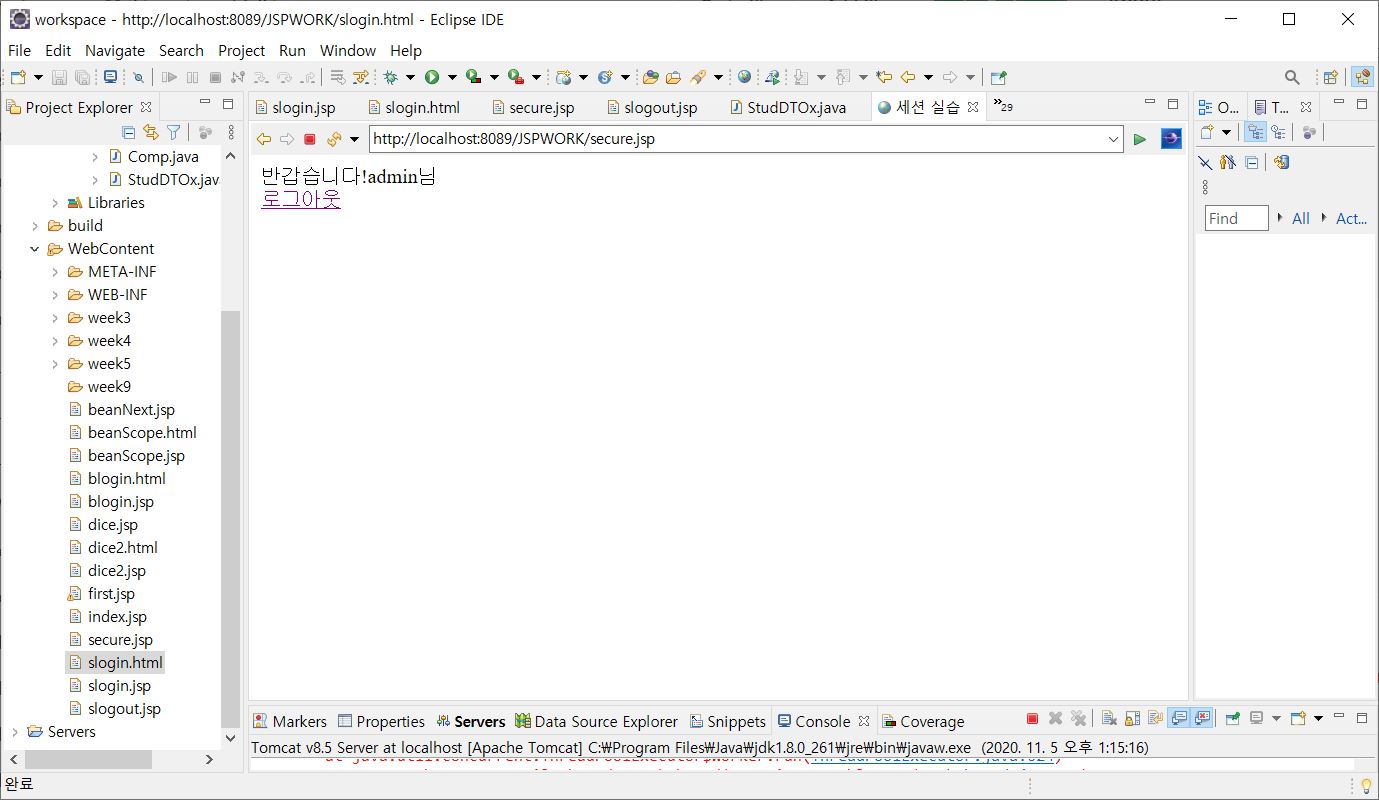 workspace - http://localhost:8089/JSPWORK/slogin.html - Eclipse IDE
File Edit Navigate Search Project Run Window Help
Project Explorer
slogin.jsp slogin.html secure.jsp slogout.jsp StudDTOx.java 세션 실습 »29
O... T...
http://localhost:8089/JSPWORK/secure.jsp
반갑습니다!admin님
로그아웃
Find All Act...
Comp.java
StudDTOx.jav
Libraries
build
WebContent
META-INF
WEB-INF
week3
week4
week5
week9
beanNext.jsp
beanScope.html
beanScope.jsp
blogin.html
blogin.jsp
dice.jsp
dice2.html
dice2.jsp
first.jsp
index.jsp
secure.jsp
slogin.html
slogin.jsp
slogout.jsp
Servers
Markers Properties Servers Data Source Explorer Snippets Console Coverage
Tomcat v8.5 Server at localhost [Apache Tomcat] C:₩Program Files₩Java₩jdk1.8.0_261₩jre₩bin₩javaw.exe (2020. 11. 5 오후 1:15:16)
완료